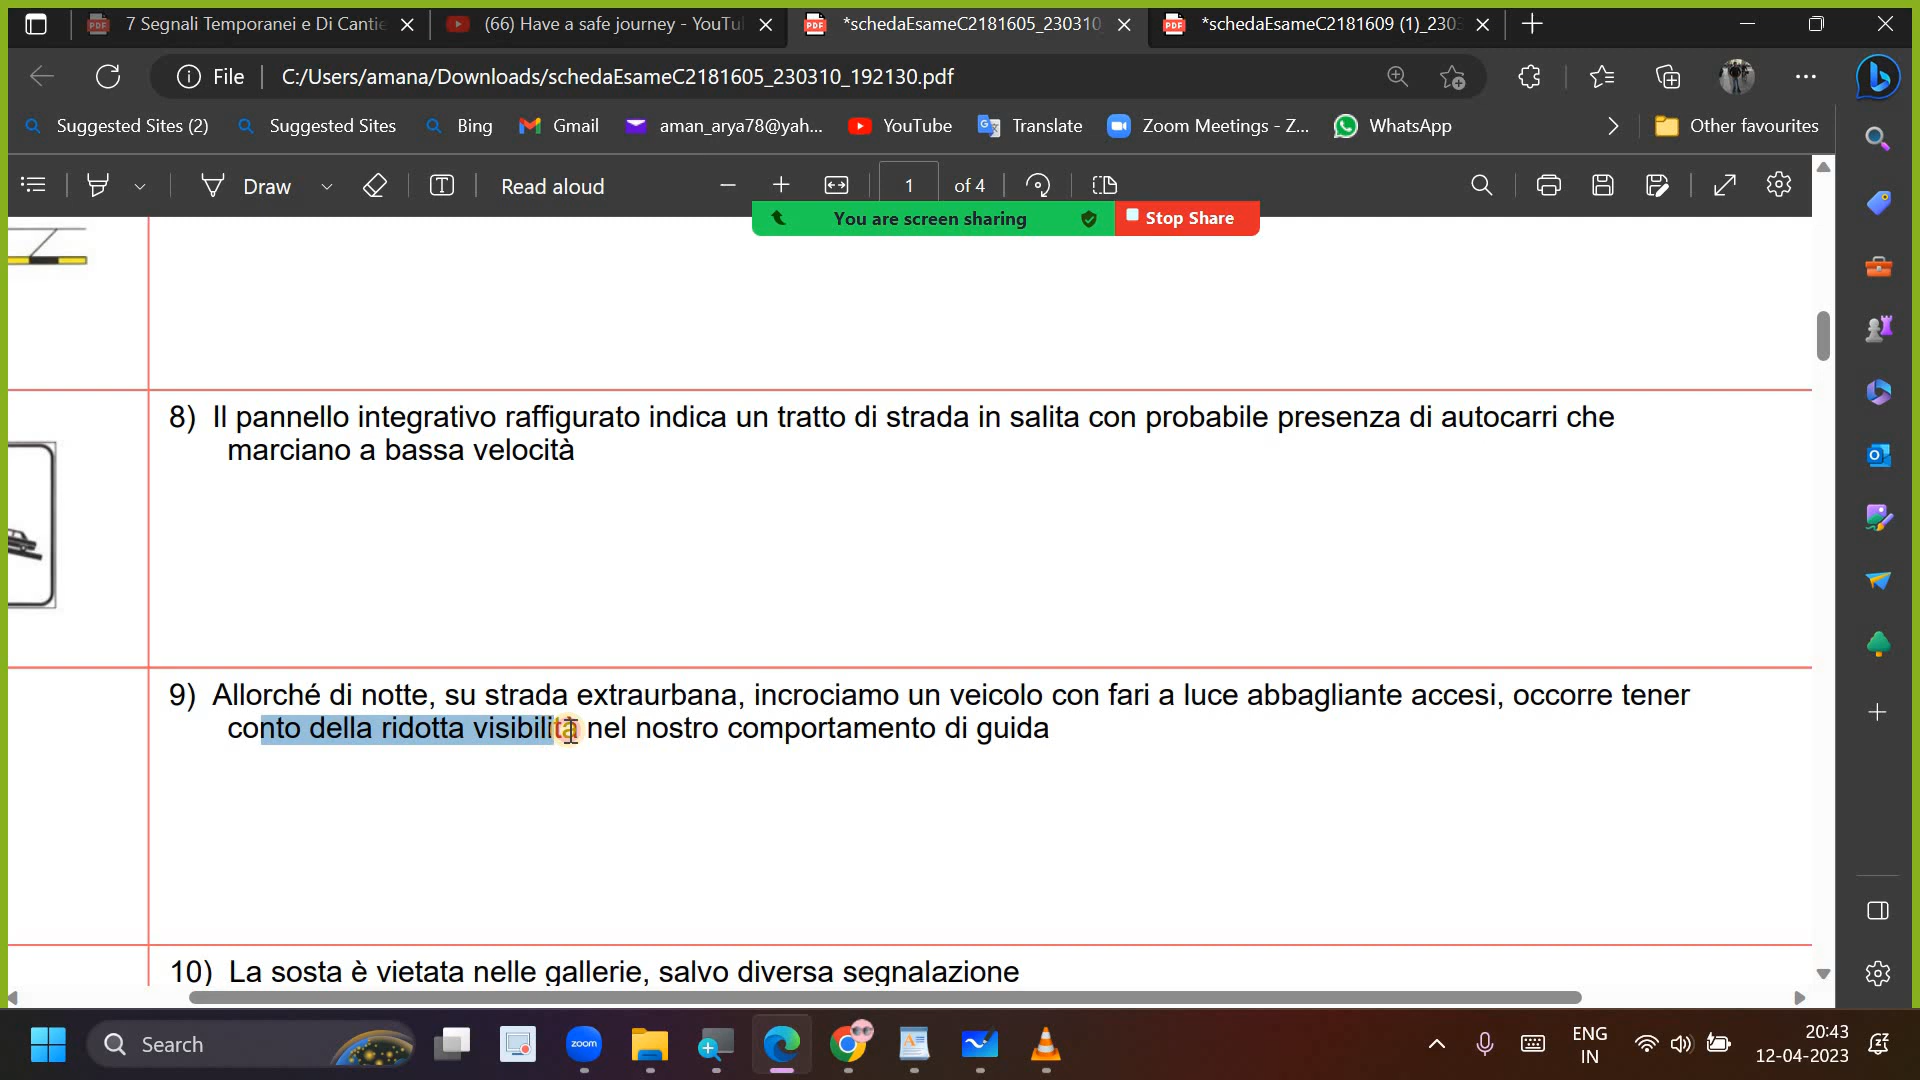 7 Segnali Temporanei e Di Cantie
(66) Have a safe journey - YouTu
*schedaEsameC2181605_230310
*schedaEsameC2181609 (1)_230
File
C:/Users/amana/Downloads/schedaEsameC2181605_230310_192130.pdf
Suggested Sites (2)
Suggested Sites
Bing
Gmail
aman_arya78@yah...
YouTube
Translate
Zoom Meetings - Z...
WhatsApp
Other favourites
Draw
Read aloud
1
of 4
You are screen sharing
Stop Share
8) Il pannello integrativo raffigurato indica un tratto di strada in salita con probabile presenza di autocarri che
marciano a bassa velocità
9) Allorché di notte, su strada extraurbana, incrociamo un veicolo con fari a luce abbagliante accesi, occorre tener
conto della ridotta visibilità nel nostro comportamento di guida
10) La sosta è vietata nelle gallerie, salvo diversa segnalazione
Search
zoom
ENG
IN
20:43
12-04-2023